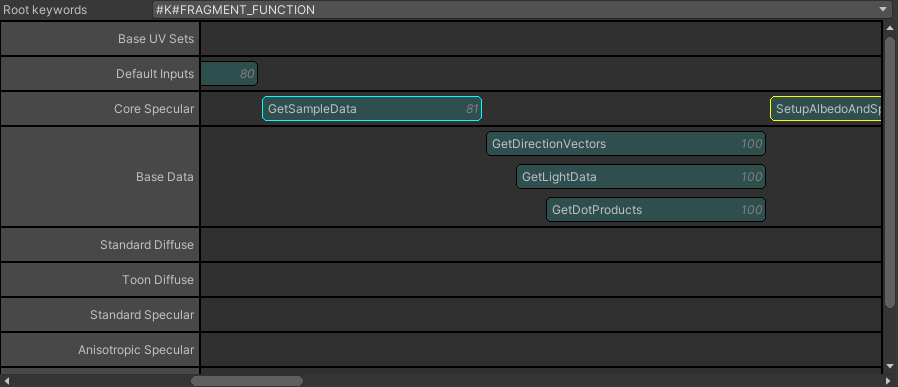 Root keywords #K#FRAGMENT_FUNCTION
Base UV Sets
Default Inputs 80
Core Specular GetSampleData 81 SetupAlbedoAndSp
GetDirectionVectors 100
Base Data GetLightData 100
GetDotProducts 100
Standard Diffuse
Toon Diffuse
Standard Specular
Anisotropic Specular